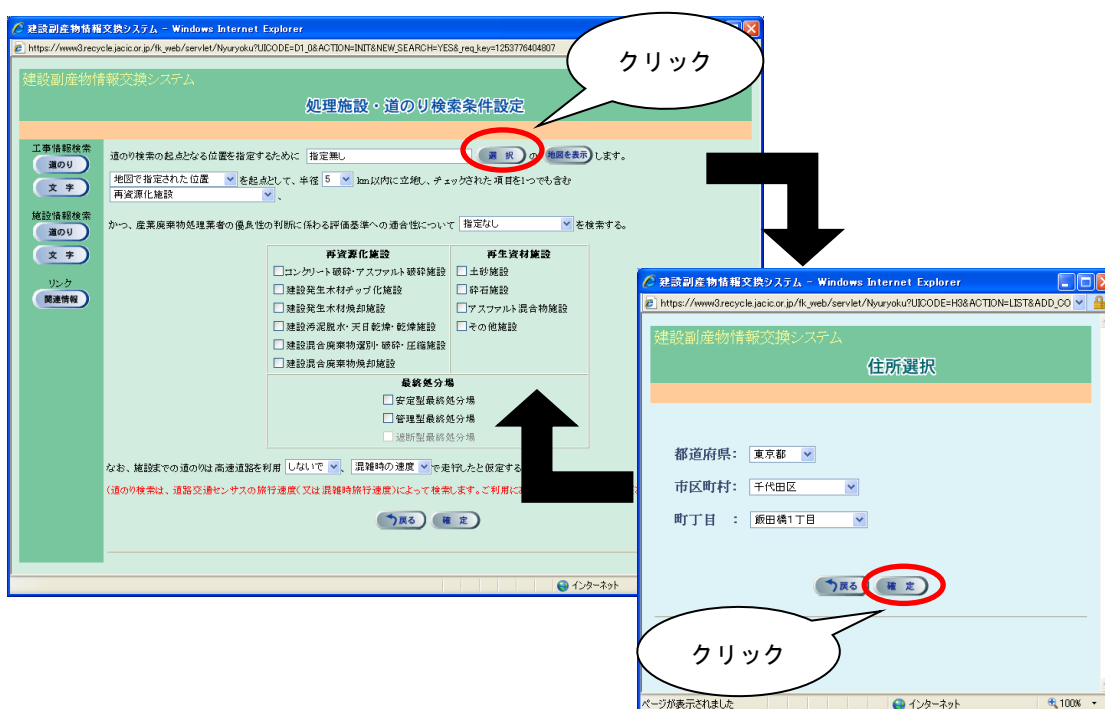 建設副産物情報交換システム - Windows Internet Explorer
https://www3.recycle.jacic.or.jp/fk_web/servlet/Nyuryoku?UICODE=D1_0&ACTION=INIT&NEW_SEARCH=YES&_req_key=1253776404807
クリック
建設副産物情報交換システム
処理施設・道のり検索条件設定
工事情報検索
道のり
文 字
施設情報検索
道のり
文 字
リンク
関連情報
道のり検索の起点となる位置を指定するために 指定無し 選 択 の 地図を表示 します。
地図で指定された位置 を起点として、半径 5 km以内に立地し、チェックされた項目を1つでも含む
再資源化施設 、
かつ、産業廃棄物処理業者の優良性の判断に係わる評価基準への適合性について 指定なし を検索する。
再資源化施設 再生資材施設
コンクリート破砕・アスファルト破砕施設 土砂施設
建設発生木材チップ化施設 砕石施設
建設発生木材焼却施設 アスファルト混合物施設
建設汚泥脱水・天日乾燥・乾燥施設 その他施設
建設混合廃棄物選別・破砕・圧縮施設
建設混合廃棄物焼却施設
最終処分場
安定型最終処分場
管理型最終処分場
遮断型最終処分場
なお、施設までの道のりは高速道路を利用 しないで 、 混雑時の速度 で走行したと仮定する
(道のり検索は、道路交通センサスの旅行速度(又は混雑時旅行速度)によって検索します。ご利用に
戻る 確 定
インターネット
建設副産物情報交換システム - Windows Internet Explorer
https://www3.recycle.jacic.or.jp/fk_web/servlet/Nyuryoku?UICODE=H3&ACTION=LIST&ADD_CO
建設副産物情報交換システム
住所選択
都道府県： 東京都
市区町村： 千代田区
町丁目 ： 飯田橋1丁目
戻る 確 定
クリック
ページが表示されました インターネット 100%